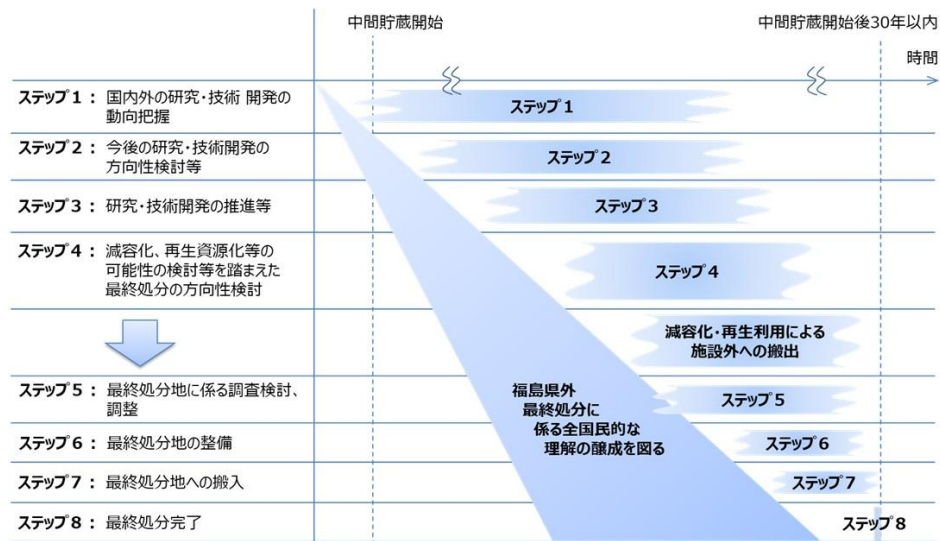 中間貯蔵開始
中間貯蔵開始後30年以内
時間
ステップ1： 国内外の研究・技術 開発の
動向把握
ステップ1
ステップ2： 今後の研究・技術開発の
方向性検討等
ステップ2
ステップ3： 研究・技術開発の推進等
ステップ3
ステップ4： 減容化、再生資源化等の
可能性の検討等を踏まえた
最終処分の方向性検討
ステップ4
減容化・再生利用による
施設外への搬出
ステップ5： 最終処分地に係る調査検討、
調整
ステップ5
福島県外
最終処分に
係る全国民的な
理解の醸成を図る
ステップ6： 最終処分地の整備
ステップ6
ステップ7： 最終処分地への搬入
ステップ7
ステップ8： 最終処分完了
ステップ8